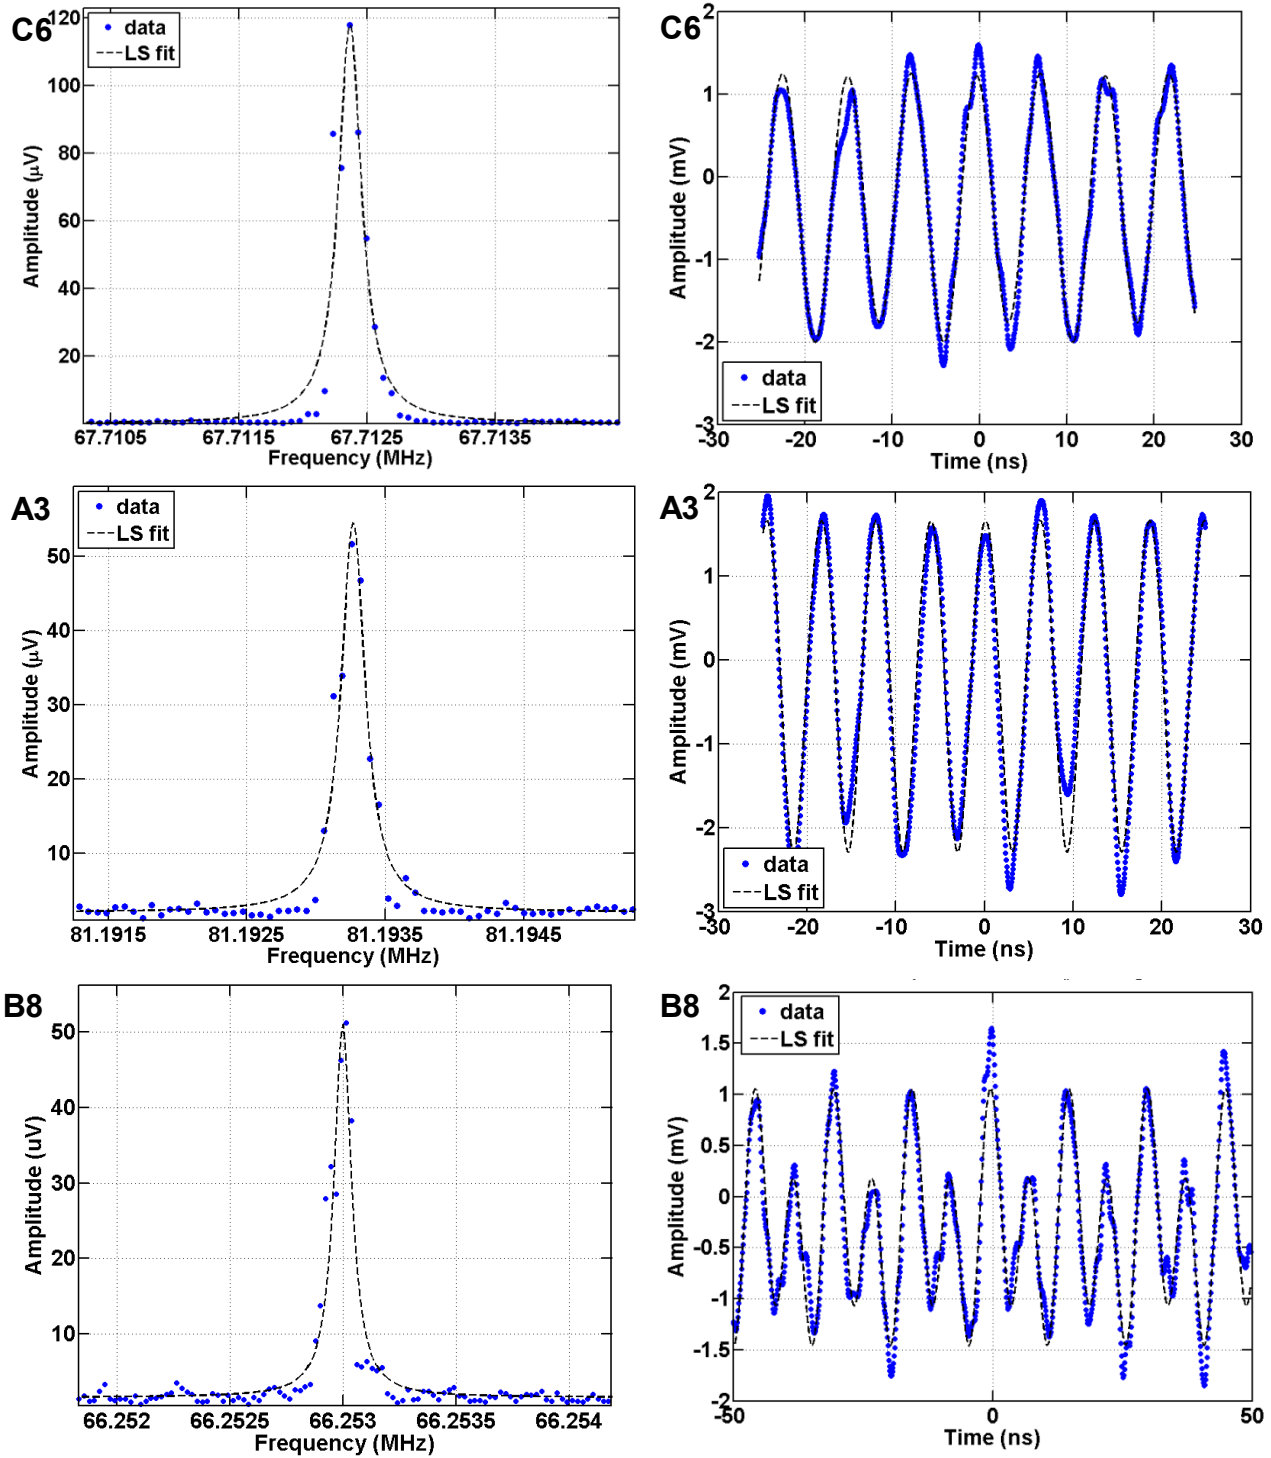 C6
data
LS fit
120
100
80
60
40
20
Amplitude (μV)
67.7105 67.7115 67.7125 67.7135
Frequency (MHz)
C6
2
1
0
-1
-2
-3
Amplitude (mV)
data
LS fit
-30 -20 -10 0 10 20 30
Time (ns)
A3
data
LS fit
50
40
30
20
10
Amplitude (μV)
81.1915 81.1925 81.1935 81.1945
Frequency (MHz)
A3
2
1
0
-1
-2
-3
Amplitude (mV)
data
LS fit
-30 -20 -10 0 10 20 30
Time (ns)
B8
data
LS fit
50
40
30
20
10
Amplitude (uV)
66.252 66.2525 66.253 66.2535 66.254
Frequency (MHz)
B8
data
LS fit
2
1.5
1
0.5
0
-0.5
-1
-1.5
-2
Amplitude (mV)
-50 0 50
Time (ns)